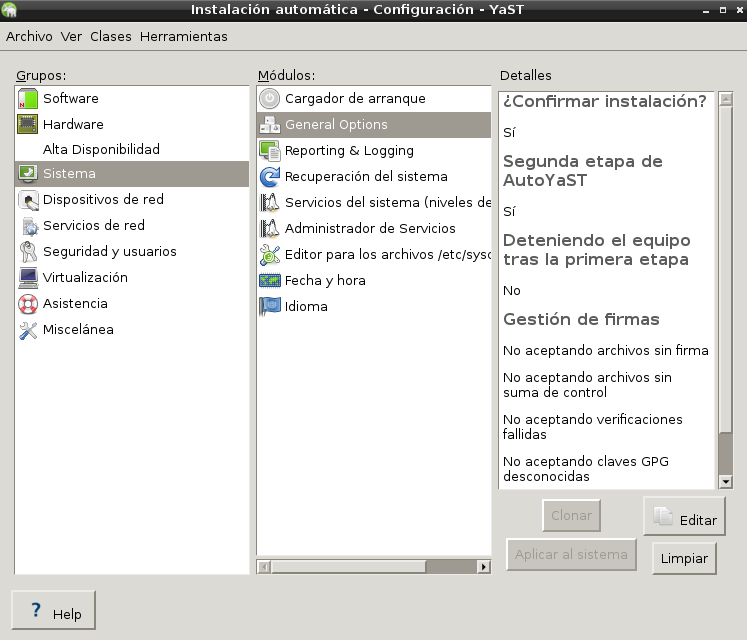 Instalación automática - Configuración - YaST
Archivo Ver Clases Herramientas
Grupos:
Software
Hardware
Alta Disponibilidad
Sistema
Dispositivos de red
Servicios de red
Seguridad y usuarios
Virtualización
Asistencia
Miscelánea
Módulos:
Cargador de arranque
General Options
Reporting & Logging
Recuperación del sistema
Servicios del sistema (niveles de
Administrador de Servicios
Editor para los archivos /etc/sysc
Fecha y hora
Idioma
Detalles
¿Confirmar instalación?
Sí
Segunda etapa de
AutoYaST
Sí
Deteniendo el equipo
tras la primera etapa
No
Gestión de firmas
No aceptando archivos sin firma
No aceptando archivos sin
suma de control
No aceptando verificaciones
fallidas
No aceptando claves GPG
desconocidas
Clonar
Editar
Aplicar al sistema
Limpiar
? Help